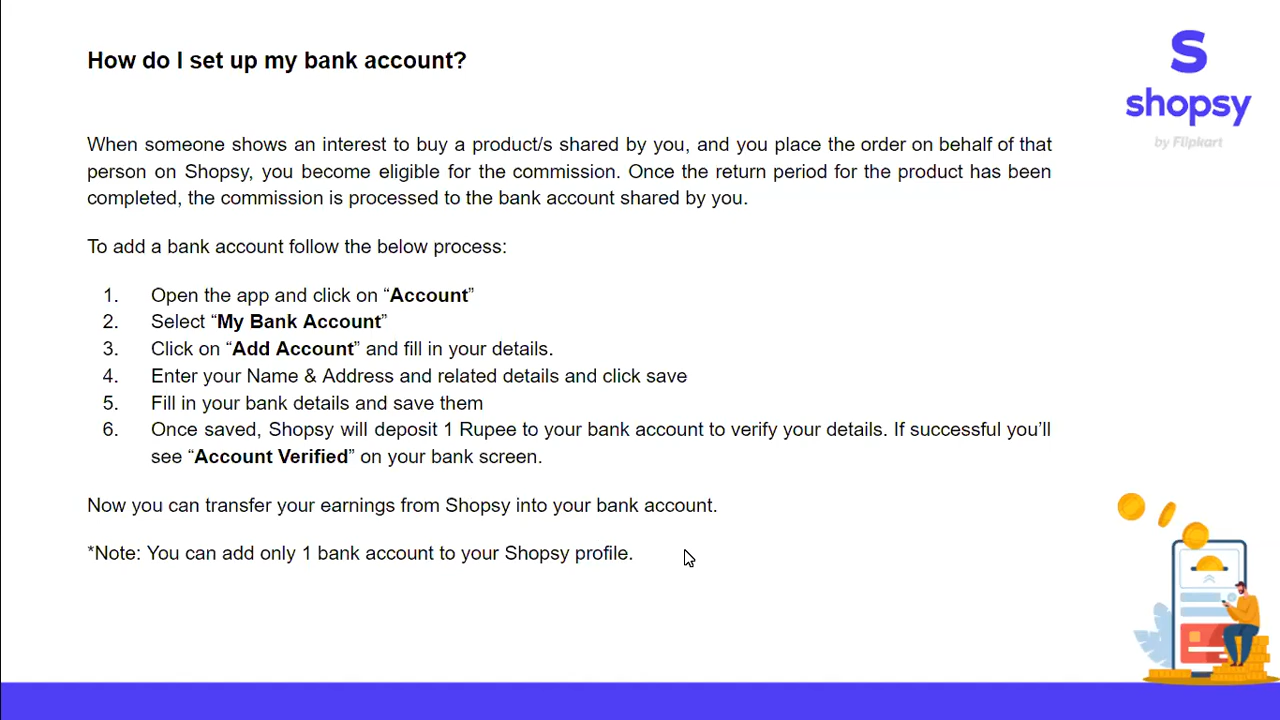 How do I set up my bank account?
S
shopsy
by Flipkart
When someone shows an interest to buy a product/s shared by you, and you place the order on behalf of that
person on Shopsy, you become eligible for the commission. Once the return period for the product has been
completed, the commission is processed to the bank account shared by you.
To add a bank account follow the below process:
1. Open the app and click on “Account”
2. Select “My Bank Account”
3. Click on “Add Account” and fill in your details.
4. Enter your Name & Address and related details and click save
5. Fill in your bank details and save them
6. Once saved, Shopsy will deposit 1 Rupee to your bank account to verify your details. If successful you’ll
see “Account Verified” on your bank screen.
Now you can transfer your earnings from Shopsy into your bank account.
*Note: You can add only 1 bank account to your Shopsy profile.